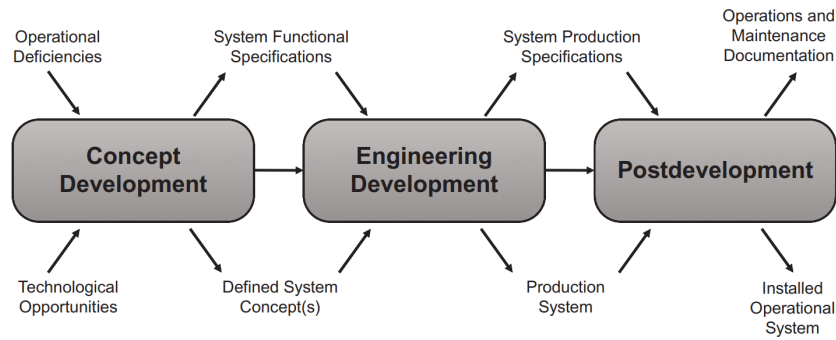 Operational
Deficiencies
System Functional
Specifications
System Production
Specifications
Operations and
Maintenance
Documentation
Concept
Development
Engineering
Development
Postdevelopment
Technological
Opportunities
Defined System
Concept(s)
Production
System
Installed
Operational
System